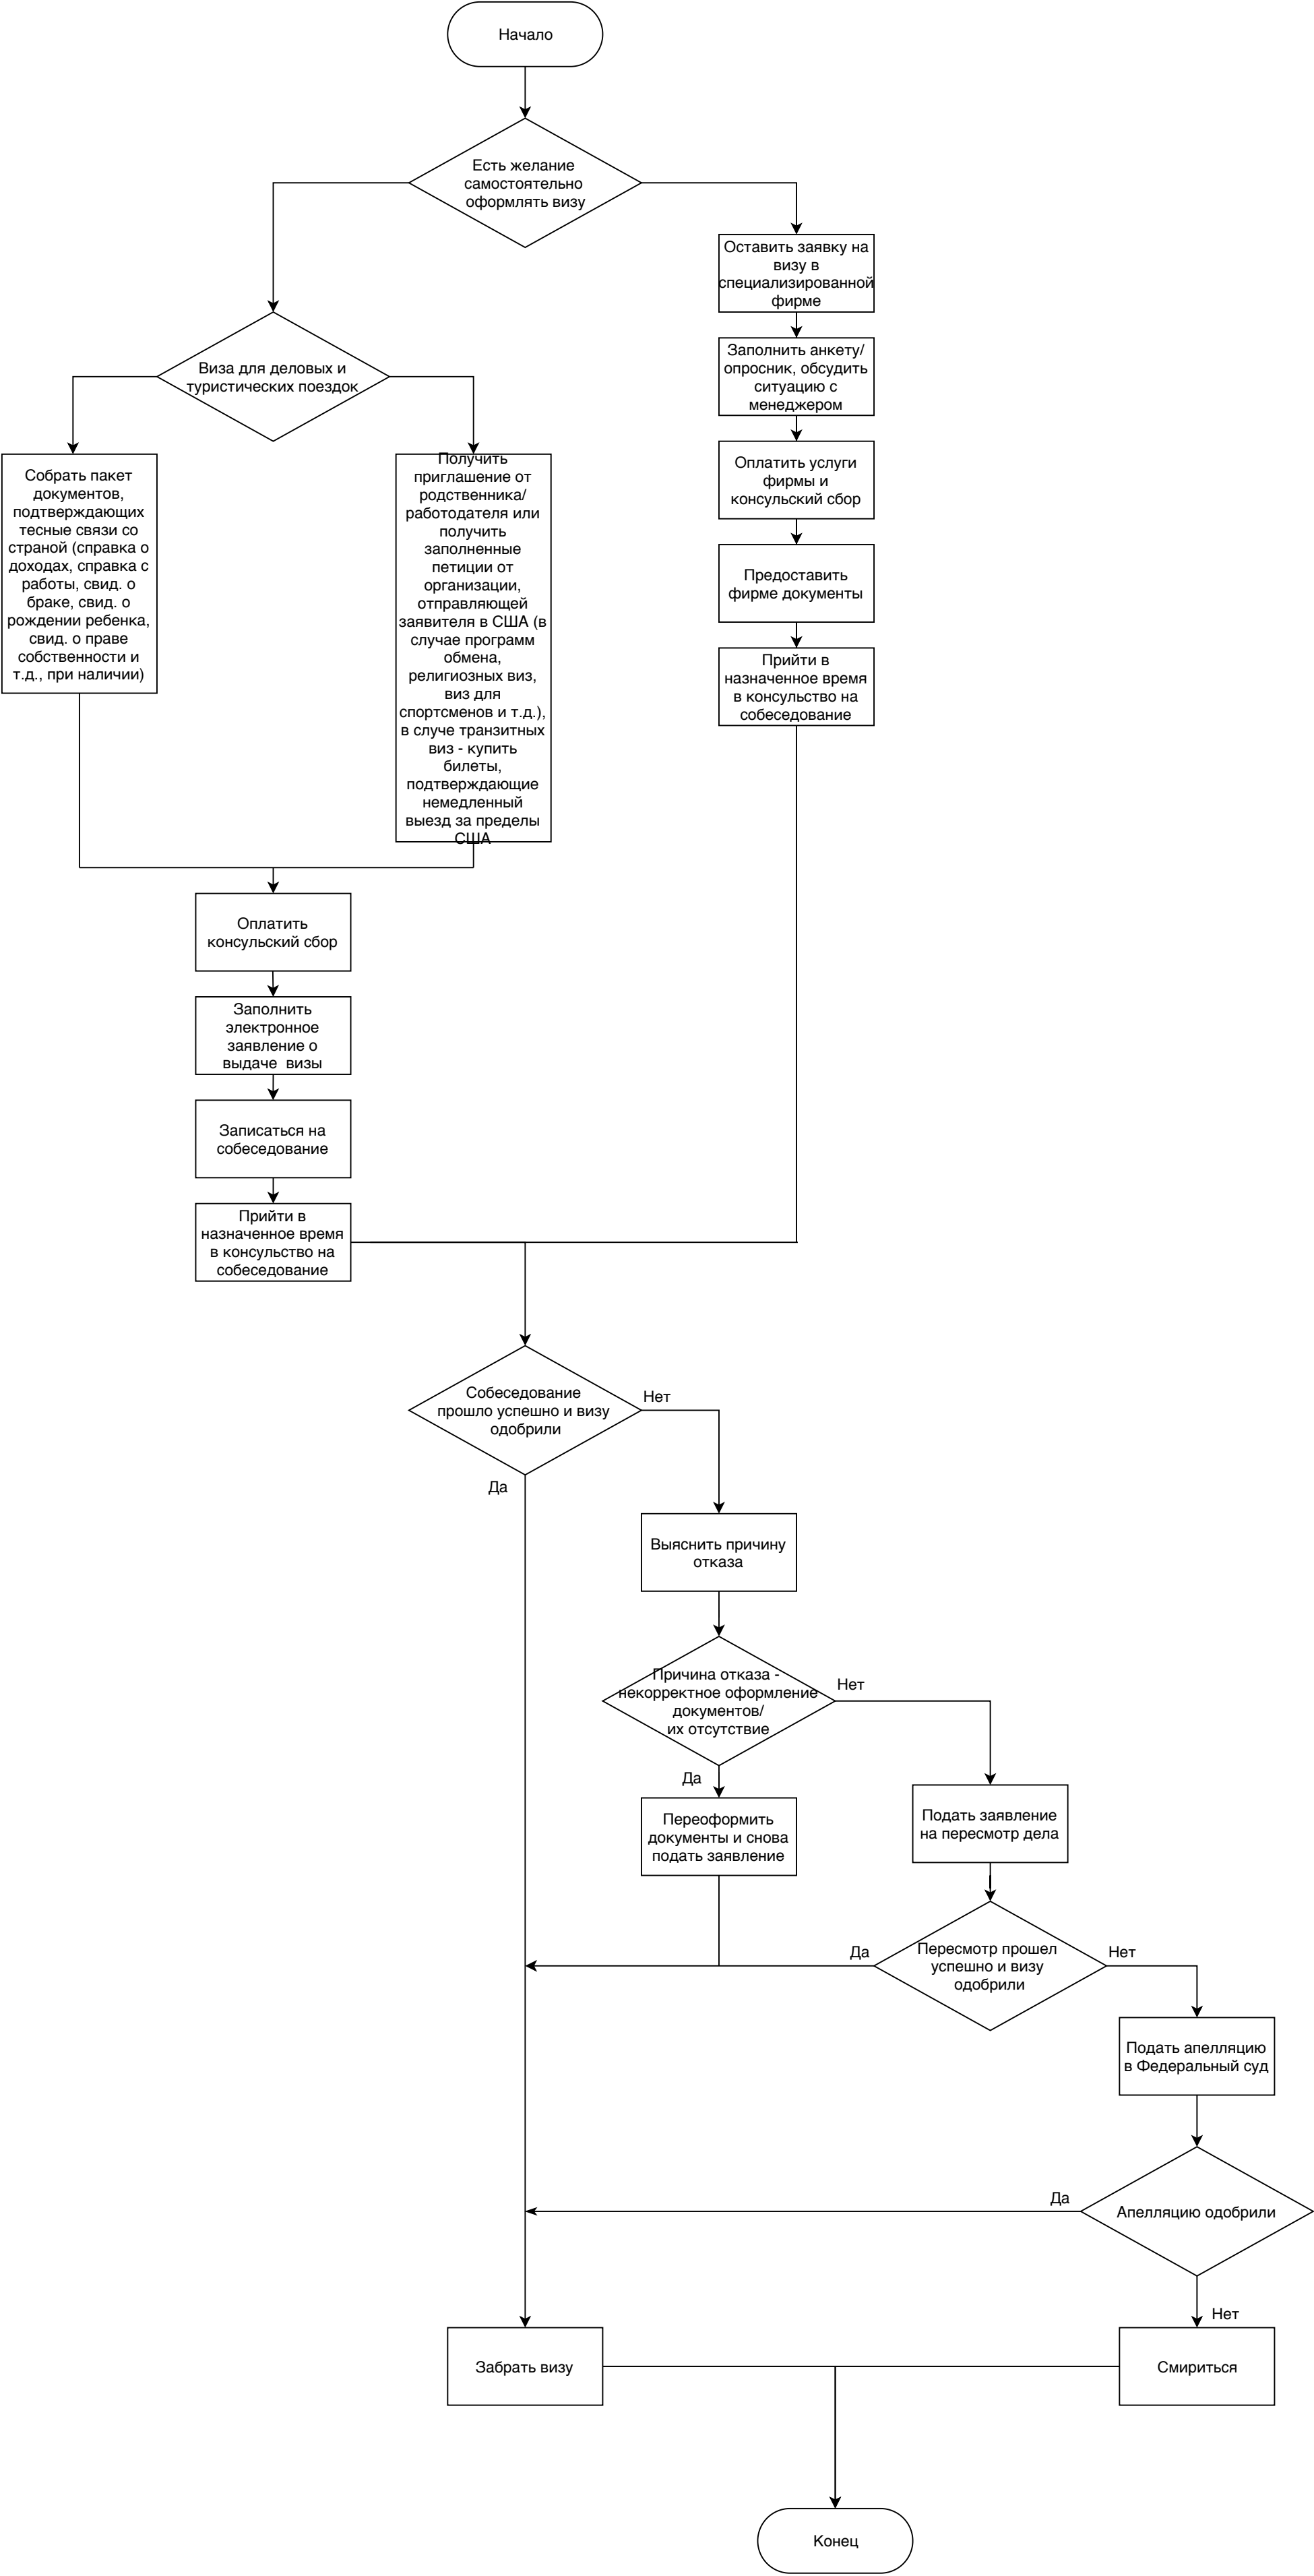 Начало
Есть желание
самостоятельно
оформлять визу
Оставить заявку на
визу в
специализированной
фирме
Заполнить анкету/
опросник, обсудить
ситуацию с
менеджером
Виза для деловых и
туристических поездок
Оплатить услуги
фирмы и
консульский сбор
Собрать пакет
документов,
подтверждающих
тесные связи со
страной (справка о
доходах, справка с
работы, свид. о
браке, свид. о
рождении ребенка,
свид. о праве
собственности и
т.д., при наличии)
Получить
приглашение от
родственника/
работодателя или
получить
заполненные
петиции от
организации,
отправляющей
заявителя в США (в
случае программ
обмена,
религиозных виз,
виз для
спортсменов и т.д.),
в случе транзитных
виз - купить
билеты,
подтверждающие
немедленный
выезд за пределы
США
Предоставить
фирме документы
Прийти в
назначенное время
в консульство на
собеседование
Оплатить
консульский сбор
Заполнить
электронное
заявление о
выдаче  визы
Записаться на
собеседование
Прийти в
назначенное время
в консульство на
собеседование
Собеседование
прошло успешно и визу
одобрили
Нет
Да
Выяснить причину
отказа
Причина отказа -
некорректное оформление
документов/
их отсутствие
Нет
Да
Переоформить
документы и снова
подать заявление
Подать заявление
на пересмотр дела
Да
Пересмотр прошел
успешно и визу
одобрили
Нет
Подать апелляцию
в Федеральный суд
Да
Апелляцию одобрили
Нет
Забрать визу
Смириться
Конец